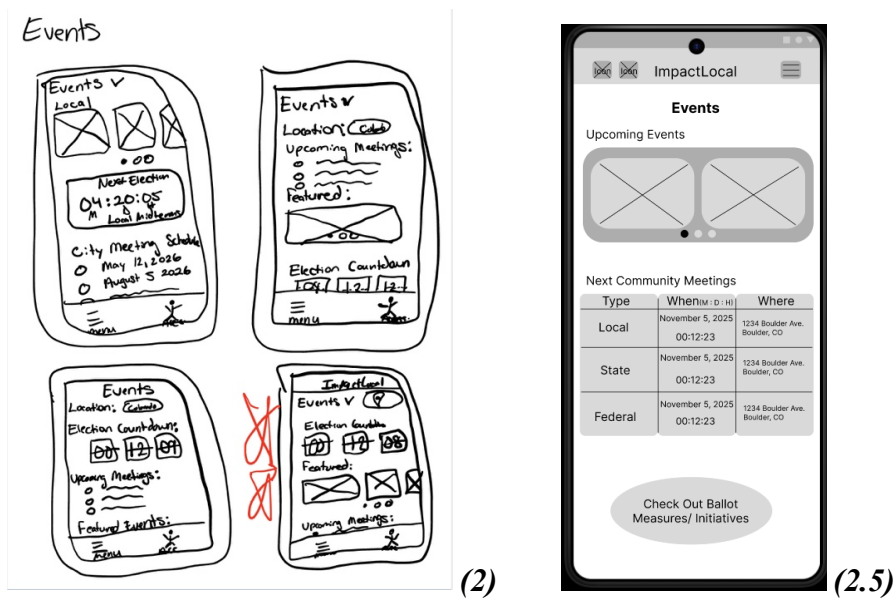 Events
Events
Local
Next Election
04:20:05
M D
Local Midterms
City Meeting Schedule
May 12, 2026
August 5 2026
menu
Acc.
Events
Location: Colorado
Upcoming Meetings:
Featured:
Election Countdown
menu
Events
Location: Colorado
Election Countdown:
00 12 09
Upcoming Meetings:
Featured Events:
menu
Acc
ImpactLocal
Events
Election Countdown
00 12 08
Featured:
Upcoming Meetings:
(2)
Icon Icon ImpactLocal
Events
Upcoming Events
Next Community Meetings
Type When(M : D : H) Where
Local November 5, 2025 00:12:23 1234 Boulder Ave. Boulder, CO
State November 5, 2025 00:12:23 1234 Boulder Ave. Boulder, CO
Federal November 5, 2025 00:12:23 1234 Boulder Ave. Boulder, CO
Check Out Ballot
Measures/ Initiatives
(2.5)